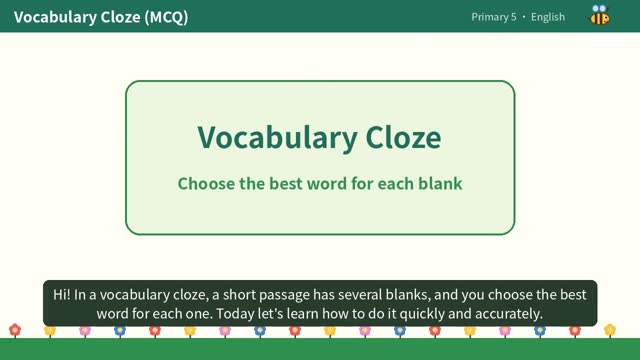 Vocabulary Cloze (MCQ)
Primary 5 • English
Vocabulary Cloze
Choose the best word for each blank
Hi! In a vocabulary cloze, a short passage has several blanks, and you choose the best
word for each one. Today let's learn how to do it quickly and accurately.